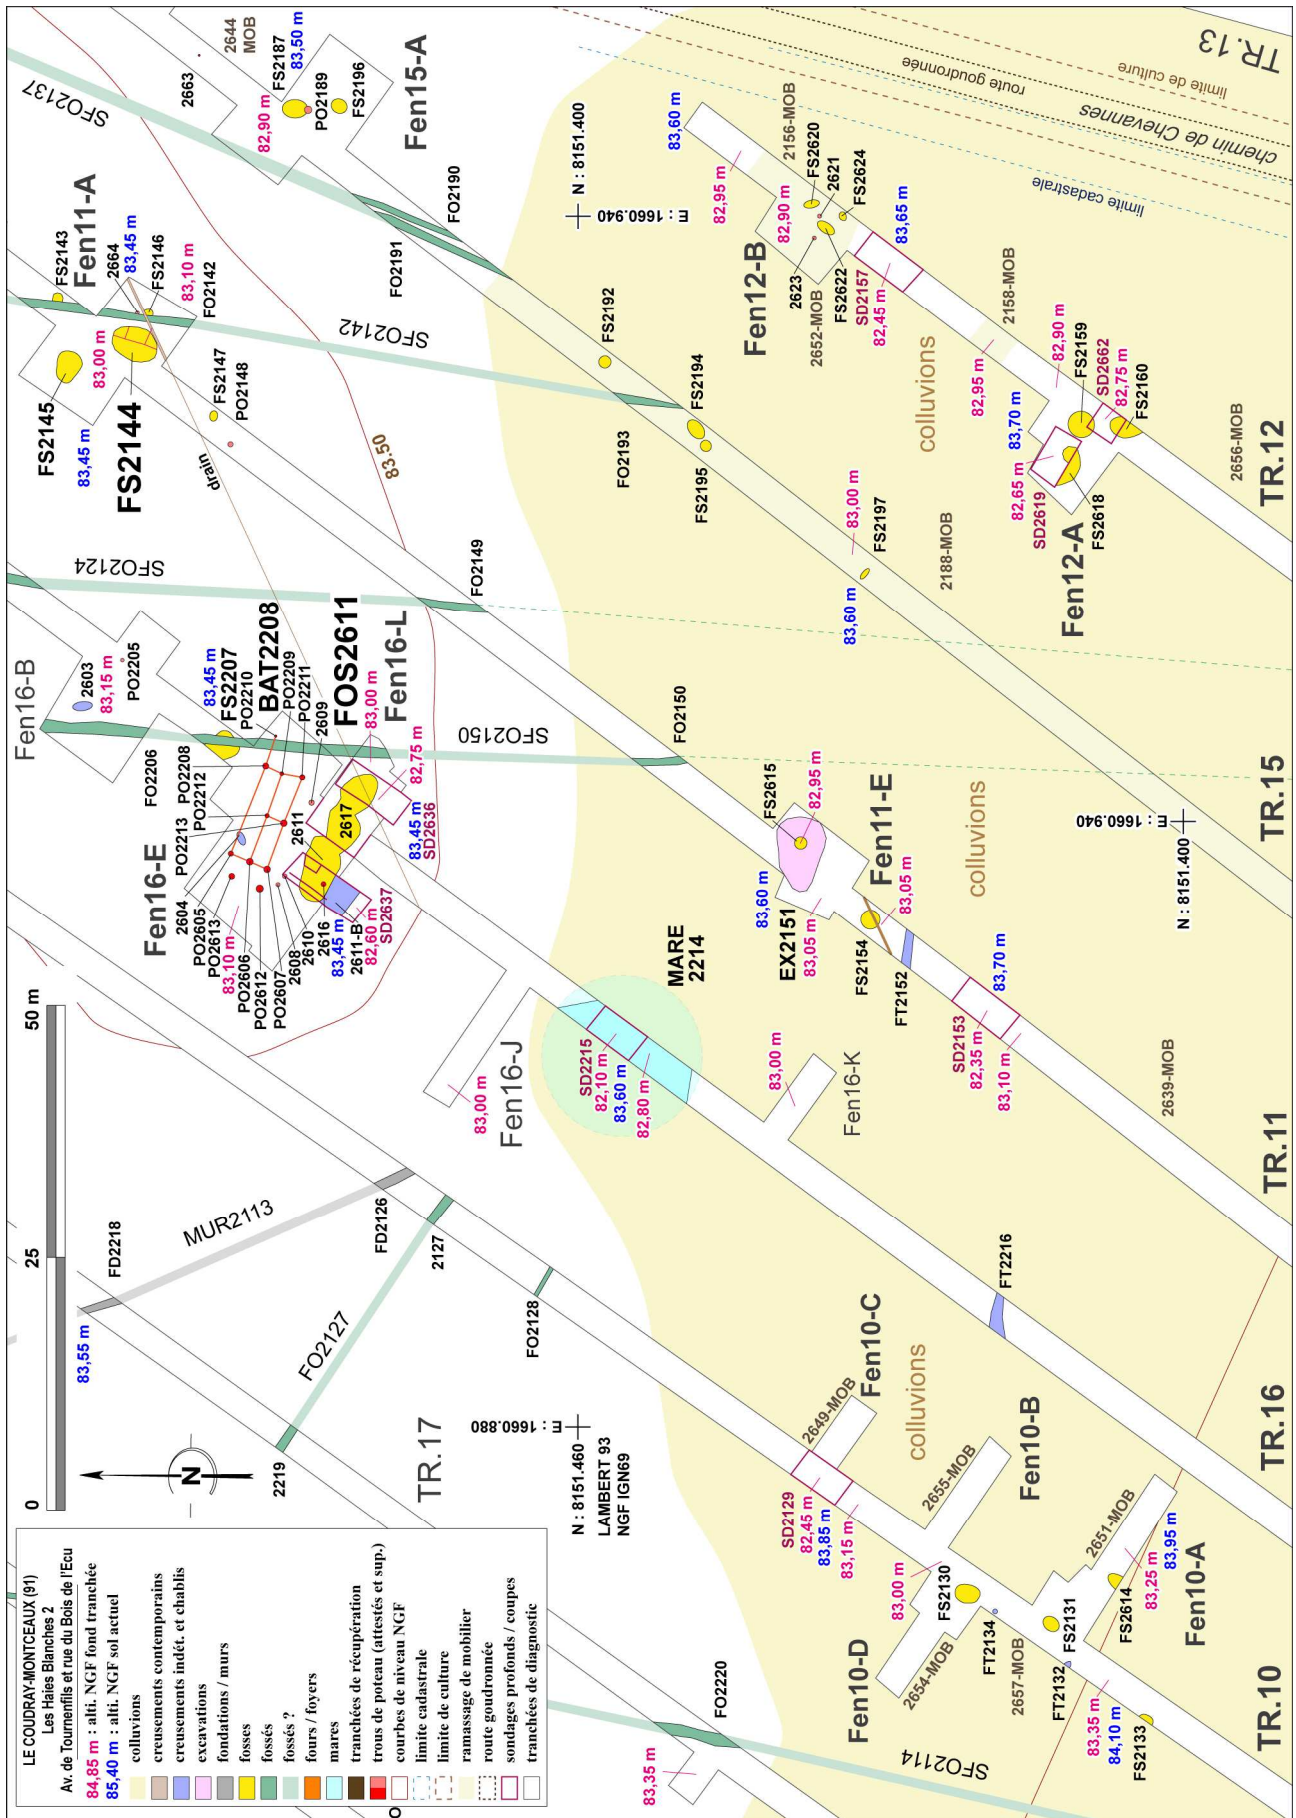 LE COUDRAY-MONTCEAUX (91)
Les Haies Blanches 2
Av. de Tournenfils et rue du Bois de l'Ecu
84,85 m : alti. NGF fond tranchée
85,40 m : alti. NGF sol actuel
colluvions
creusements contemporains
creusements indét. et chablis
excavations
fondations / murs
fosses
fossés
fossés ?
fours / foyers
mares
tranchées de récupération
trous de poteau (attestés et sup.)
courbes de niveau NGF
limite cadastrale
limite de culture
ramassage de mobilier
route goudronnée
sondages profonds / coupes
tranchées de diagnostic
0
25
50 m
N
83,55 m
FD2218
MUR2113
FD2126
2127
FO2127
2219
FO2128
TR.17
N : 8151.460
E : 1660.880
LAMBERT 93
NGF IGN69
Fen16-B
2603
83,15 m
PO2205
FO2206
83,45 m
FS2207
PO2210
BAT2208
PO2209
PO2211
2609
FOS2611
Fen16-L
83,00 m
82,75 m
PO2208
PO2212
PO2213
2611
2617
83,45 m
SD2636
Fen16-E
2604
PO2605
PO2613
83,10 m
PO2606
PO2612
PO2607
2608
2610
2616
83,45 m
2611-B
82,60 m
SD2637
SFO2124
FO2149
SFO2150
FO2150
drain
83.50
FS2143
Fen11-A
2664
83,45 m
FS2146
83,10 m
FO2142
FS2145
83,45 m
83,00 m
FS2144
FS2147
PO2148
SFO2142
SFO2137
2663
2644
MOB
FS2187
83,50 m
82,90 m
PO2189
FS2196
Fen15-A
FO2190
FO2191
FS2192
FO2193
FS2194
FS2195
83,00 m
FS2197
83,60 m
2188-MOB
N : 8151.400
E : 1660.940
83,60 m
82,95 m
2156-MOB
82,90 m
FS2620
2621
FS2624
Fen12-B
2623
2652-MOB
FS2622
SD2157
82,45 m
83,65 m
colluvions
2158-MOB
82,95 m
82,90 m
83,70 m
FS2159
SD2662
82,75 m
FS2160
82,65 m
SD2619
FS2618
Fen12-A
2656-MOB
TR.12
TR.13
limite de culture
route goudronnée
chemin de Chevannes
limite cadastrale
TR.15
N : 8151.400
E : 1660.940
Fen16-J
83,00 m
MARE
2214
SD2215
82,10 m
83,60 m
82,80 m
83,00 m
Fen16-K
FS2615
82,95 m
83,60 m
EX2151
83,05 m
Fen11-E
83,05 m
FS2154
FT2152
colluvions
SD2153
82,35 m
83,10 m
83,70 m
2639-MOB
TR.11
FT2216
TR.16
Fen10-C
2649-MOB
colluvions
SD2129
82,45 m
83,85 m
83,15 m
2655-MOB
Fen10-B
83,00 m
FS2130
Fen10-D
2654-MOB
FT2134
2657-MOB
FS2131
FT2132
2651-MOB
FS2614
83,25 m
83,95 m
Fen10-A
83,35 m
84,10 m
FS2133
TR.10
FO2220
83,35 m
SFO2114